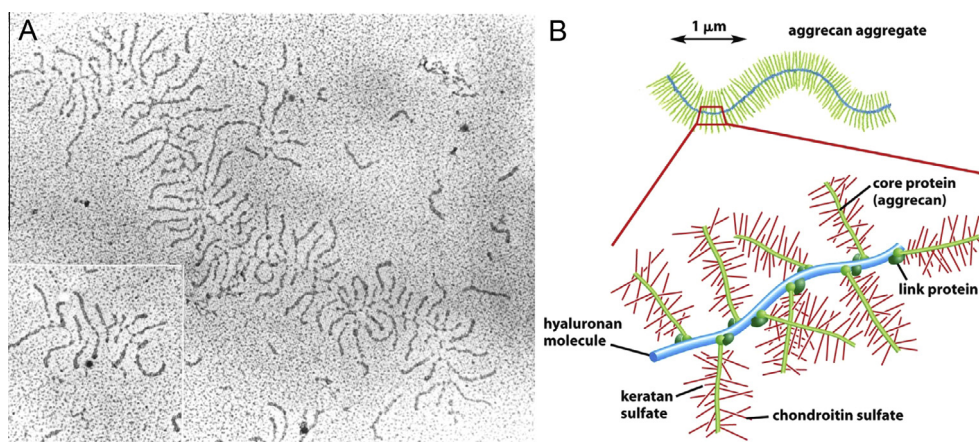 A
B
1 μm
aggrecan aggregate
core protein
(aggrecan)
link protein
hyaluronan
molecule
keratan
sulfate
chondroitin sulfate